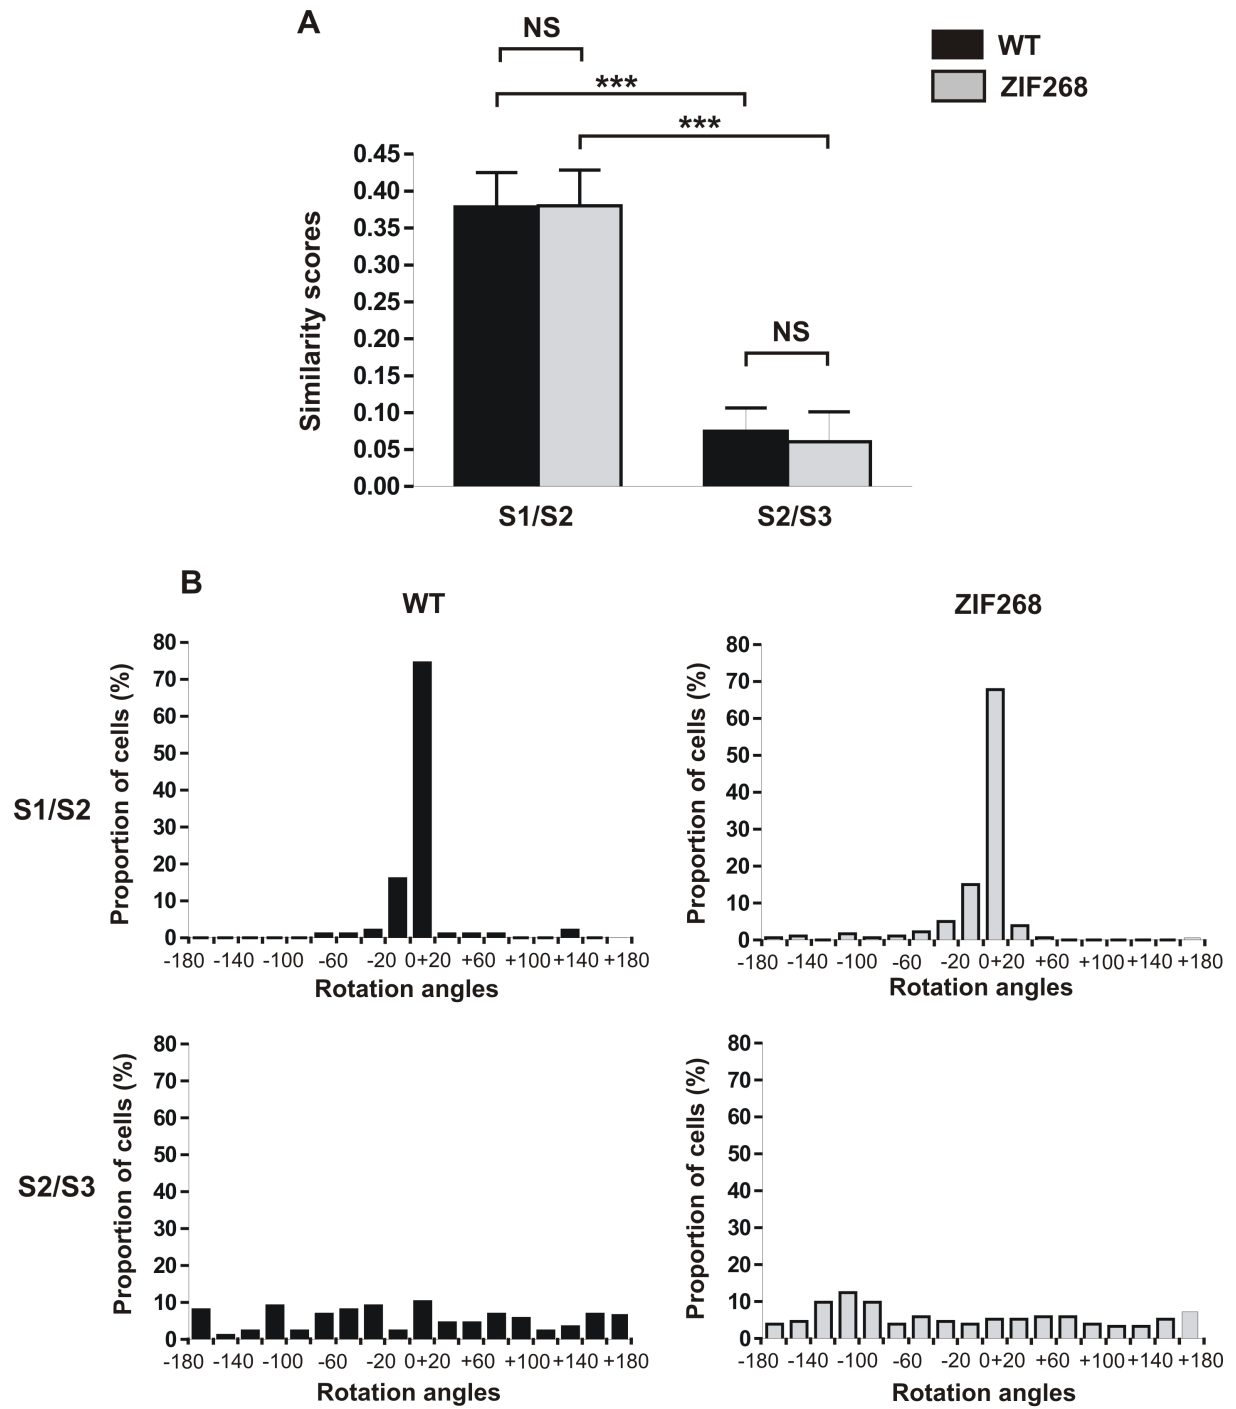 A
NS
WT
ZIF268
***
***
0.45
0.40
0.35
0.30
0.25
0.20
0.15
0.10
0.05
0.00
Similarity scores
NS
S1/S2
S2/S3
B
WT
ZIF268
S1/S2
Proportion of cells (%)
80
70
60
50
40
30
20
10
0
-180 -140 -100 -60 -20 0 +20 +60 +100 +140 +180
Rotation angles
Proportion of cells (%)
80
70
60
50
40
30
20
10
0
-180 -140 -100 -60 -20 0 +20 +60 +100 +140 +180
Rotation angles
S2/S3
Proportion of cells (%)
80
70
60
50
40
30
20
10
0
-180 -140 -100 -60 -20 0 +20 +60 +100 +140 +180
Rotation angles
Proportion of cells (%)
80
70
60
50
40
30
20
10
0
-180 -140 -100 -60 -20 0 +20 +60 +100 +140 +180
Rotation angles